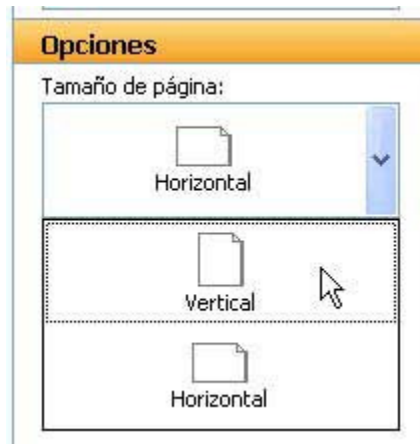 Opciones
Tamaño de página:
Horizontal
Vertical
Horizontal